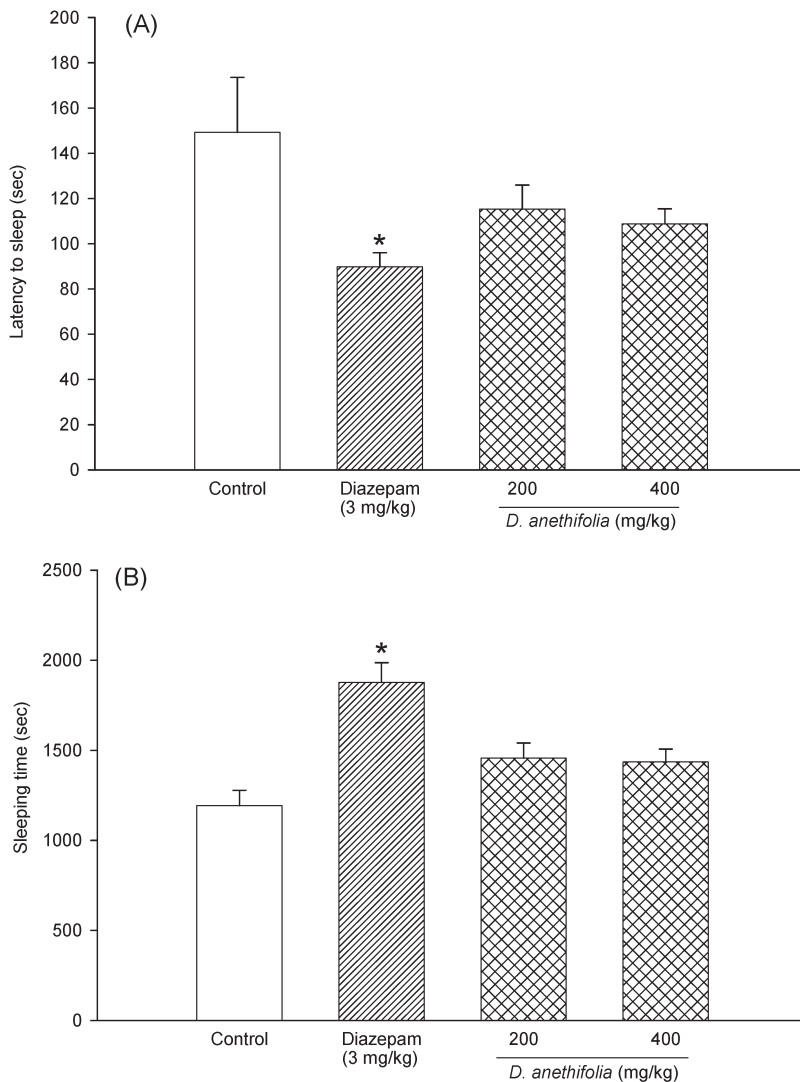 (A)
Latency to sleep (sec)
200
180
160
140
120
100
80
60
40
20
0
*
Control
Diazepam
(3 mg/kg)
200
400
D. anethifolia (mg/kg)
(B)
Sleeping time (sec)
2500
2000
1500
1000
500
0
*
Control
Diazepam
(3 mg/kg)
200
400
D. anethifolia (mg/kg)